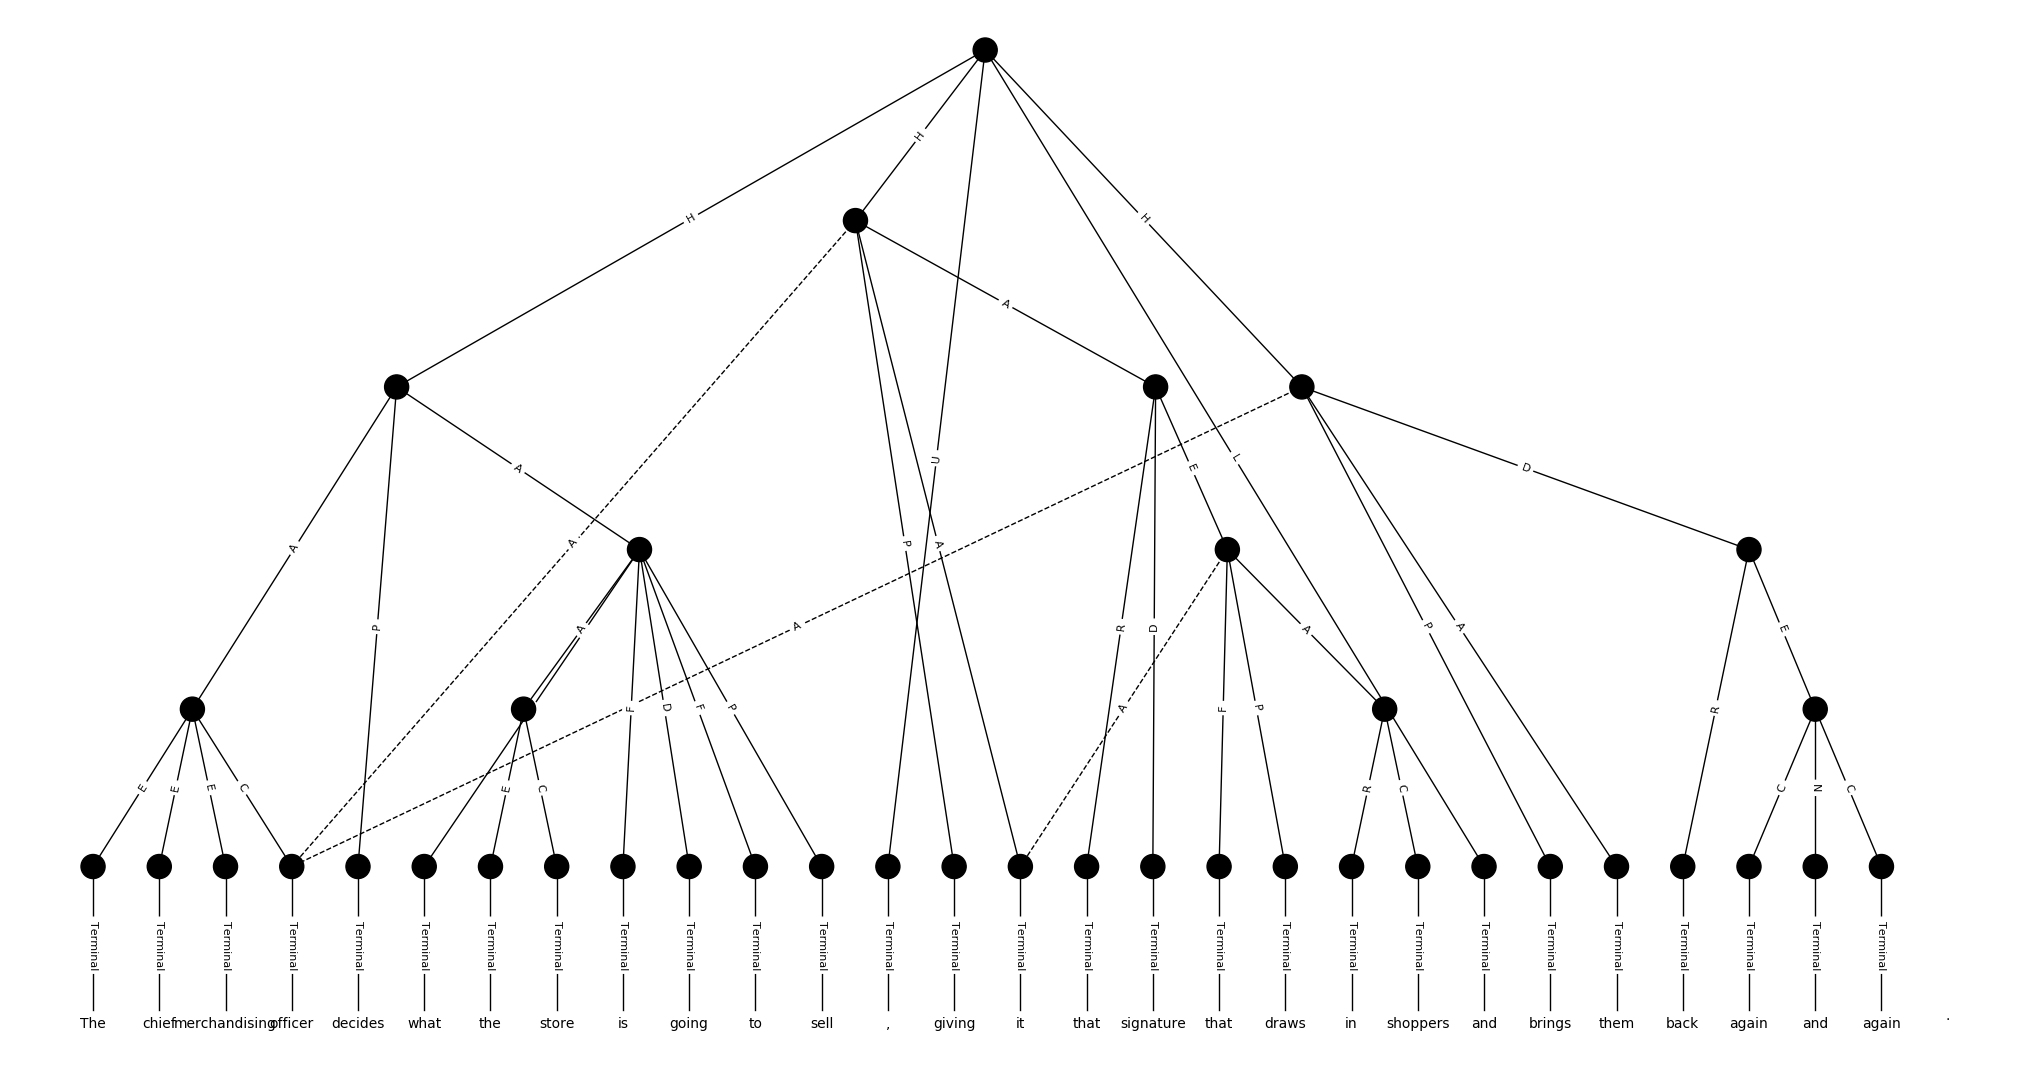 H
H
H
A
U
L
A
D
E
A
A
P
A
A
P
R
D
A
P
A
E
A
F
D
F
P
A
F
P
R
E
E
E
C
E
C
R
C
C
N
C
Terminal Terminal Terminal Terminal Terminal Terminal Terminal Terminal Terminal Terminal Terminal Terminal Terminal Terminal Terminal Terminal Terminal Terminal Terminal Terminal Terminal Terminal Terminal Terminal Terminal Terminal Terminal Terminal
The chief merchandising officer decides what the store is going to sell , giving it that signature that draws in shoppers and brings them back again and again .